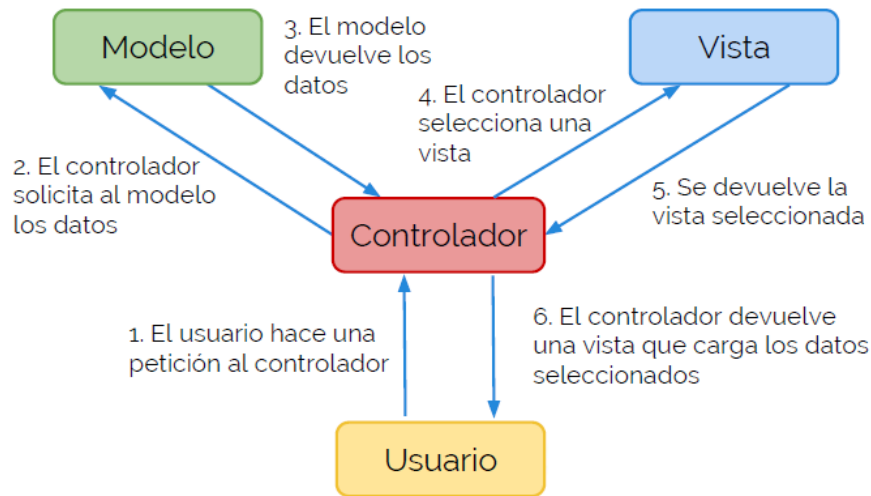 Modelo
3. El modelo
devuelve los
datos
Vista
4. El controlador
selecciona una
vista
2. El controlador
solicita al modelo
los datos
5. Se devuelve la
vista seleccionada
Controlador
1. El usuario hace una
petición al controlador
6. El controlador devuelve
una vista que carga los datos
seleccionados
Usuario